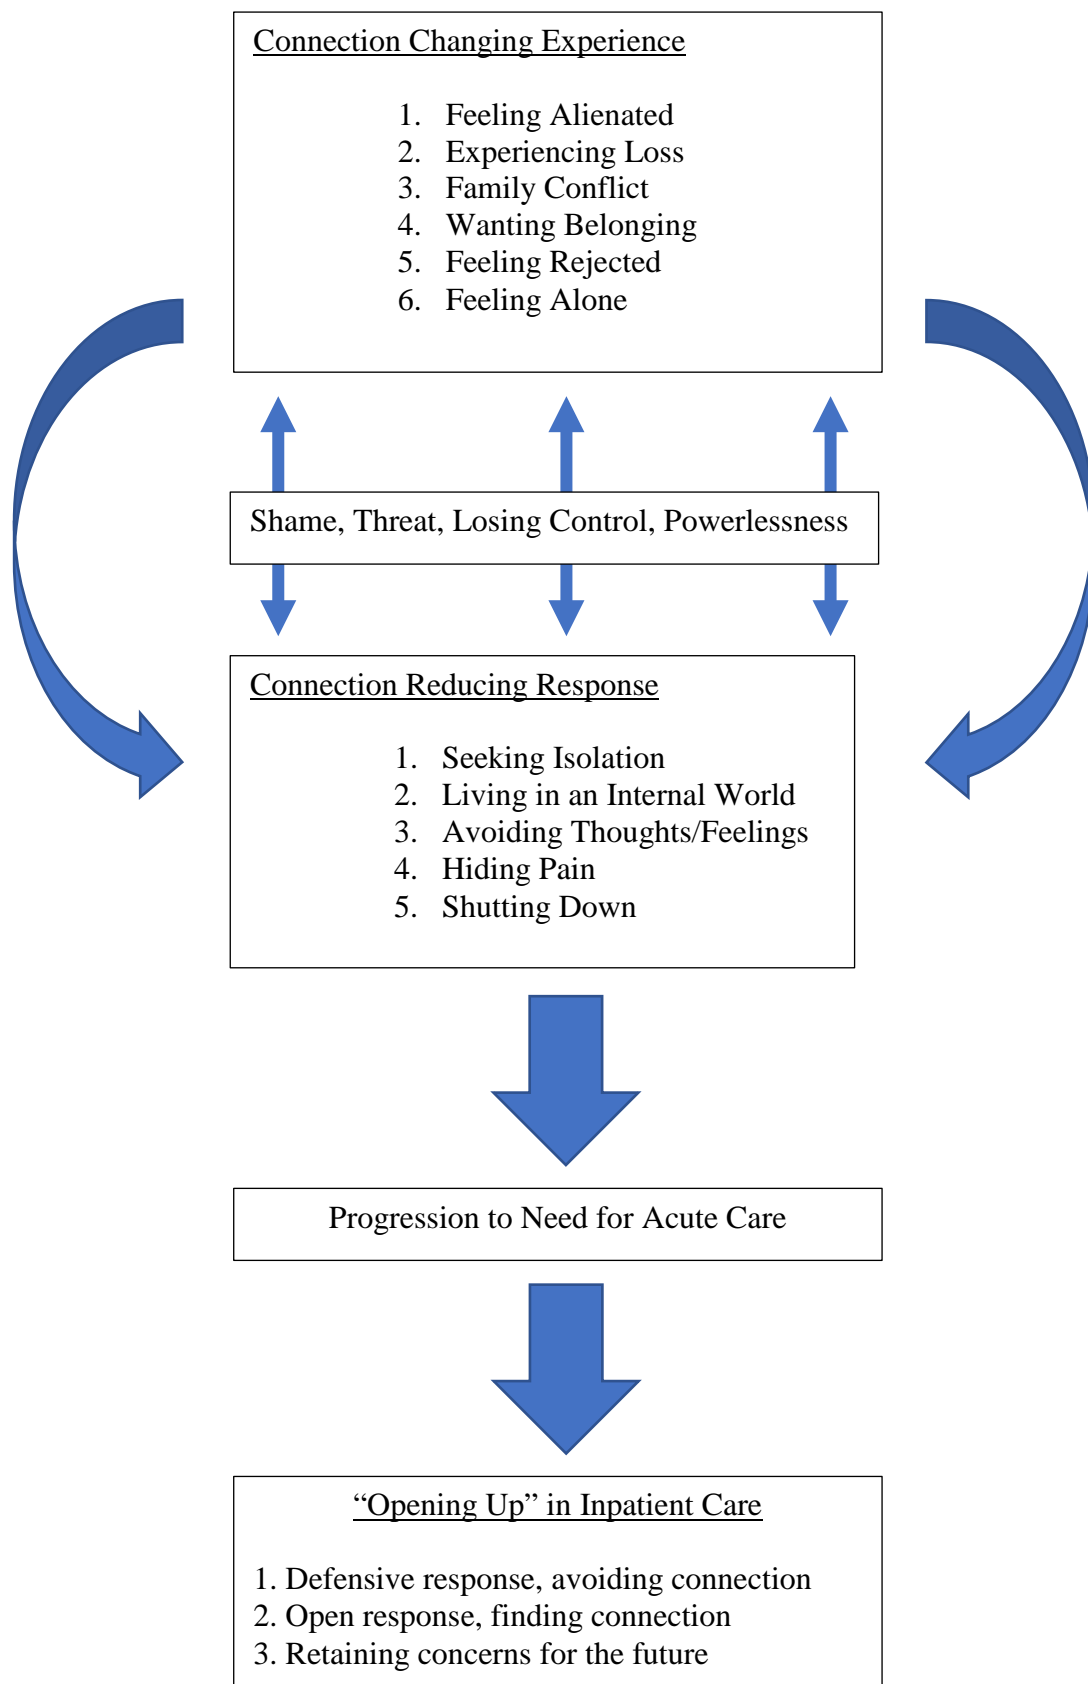 Connection Changing Experience
1. Feeling Alienated
2. Experiencing Loss
3. Family Conflict
4. Wanting Belonging
5. Feeling Rejected
6. Feeling Alone
Shame, Threat, Losing Control, Powerlessness
Connection Reducing Response
1. Seeking Isolation
2. Living in an Internal World
3. Avoiding Thoughts/Feelings
4. Hiding Pain
5. Shutting Down
Progression to Need for Acute Care
“Opening Up” in Inpatient Care
1. Defensive response, avoiding connection
2. Open response, finding connection
3. Retaining concerns for the future